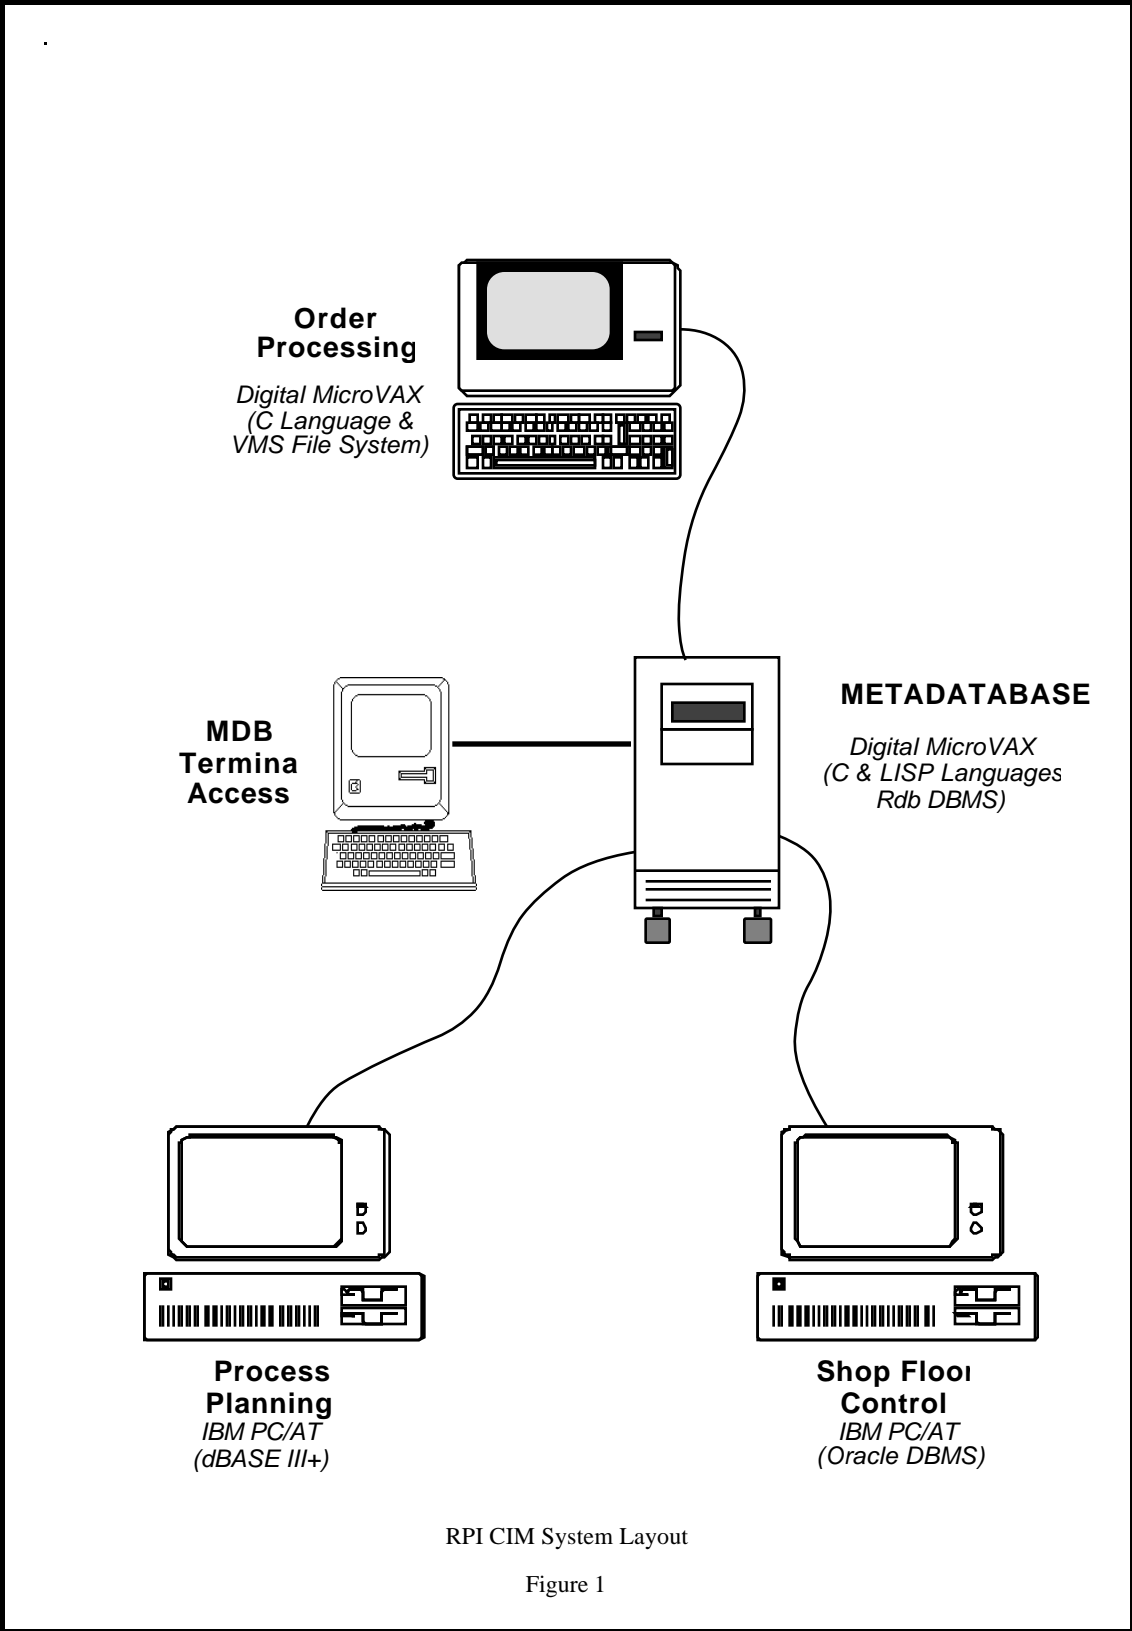 Order
Processing
Digital MicroVAX
(C Language &
VMS File System)
METADATABASE
Digital MicroVAX
(C & LISP Languages
Rdb DBMS)
MDB
Termina
Access
Process
Planning
IBM PC/AT
(dBASE III+)
Shop Floor
Control
IBM PC/AT
(Oracle DBMS)
RPI CIM System Layout
Figure 1